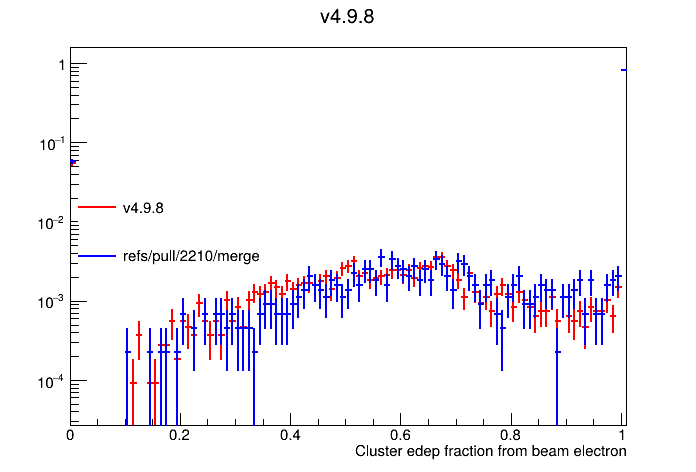 v4.9.8
1
10⁻¹
10⁻²
10⁻³
10⁻⁴
v4.9.8
refs/pull/2210/merge
0 0.2 0.4 0.6 0.8 1
Cluster edep fraction from beam electron